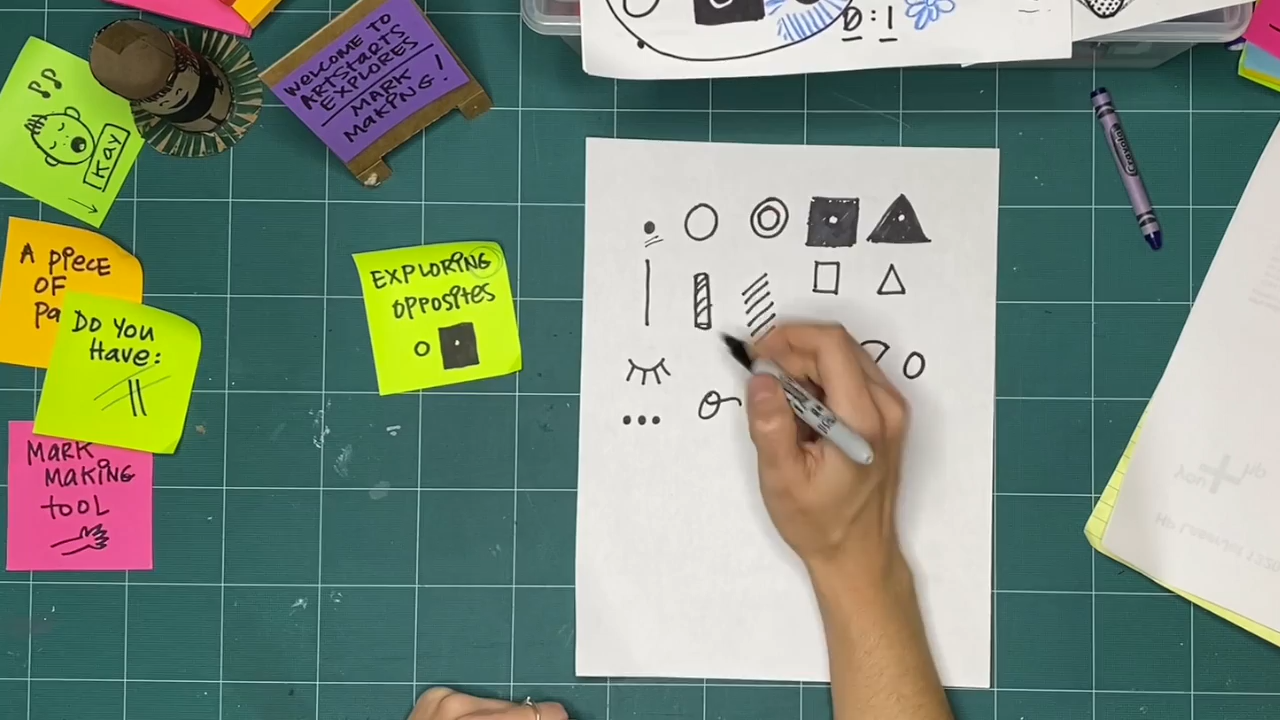 WELCOME TO
ARTSTARTS
EXPLORES
MARK
MAKING!
KAY
A PIECE
OF
PA
DO YOU
HAVE:
MARK
MAKING
TOOL
EXPLORING
OPPOSITES
D:1
Crayola